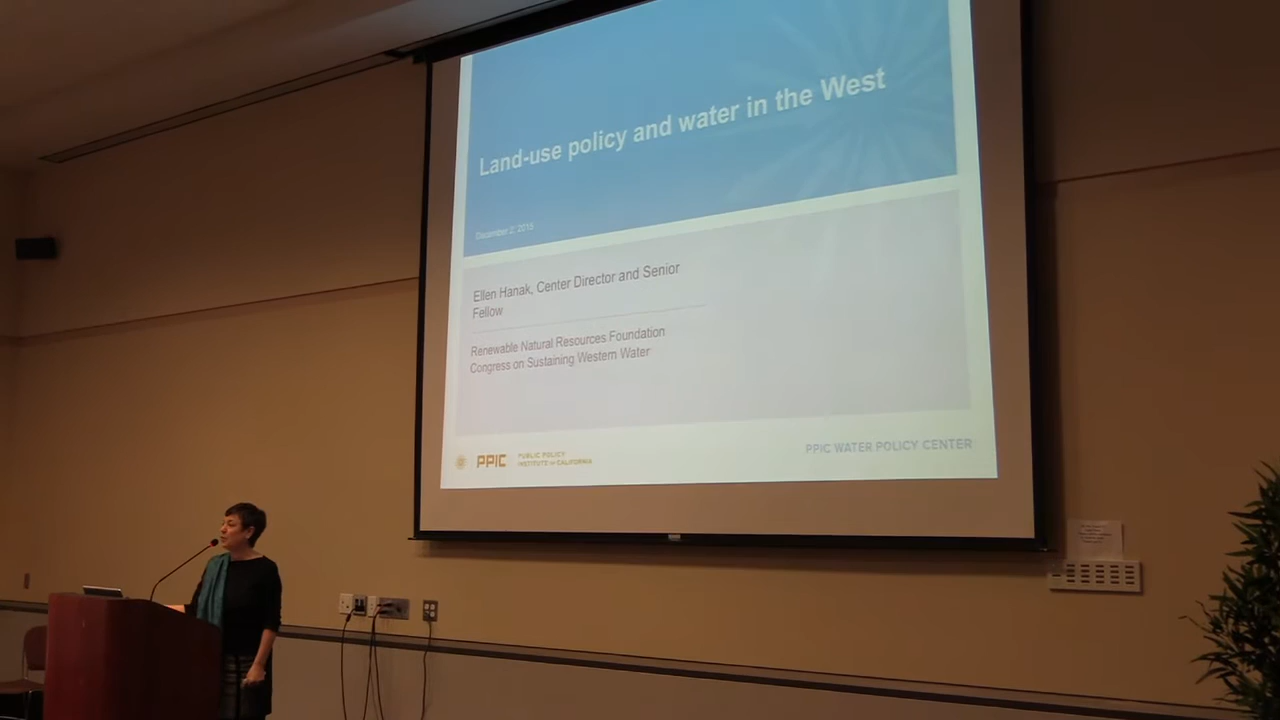 Land-use policy and water in the West
December 2, 2015
Ellen Hanak, Center Director and Senior
Fellow
Renewable Natural Resources Foundation
Congress on Sustaining Western Water
PPIC
PUBLIC POLICY
INSTITUTE OF CALIFORNIA
PPIC WATER POLICY CENTER